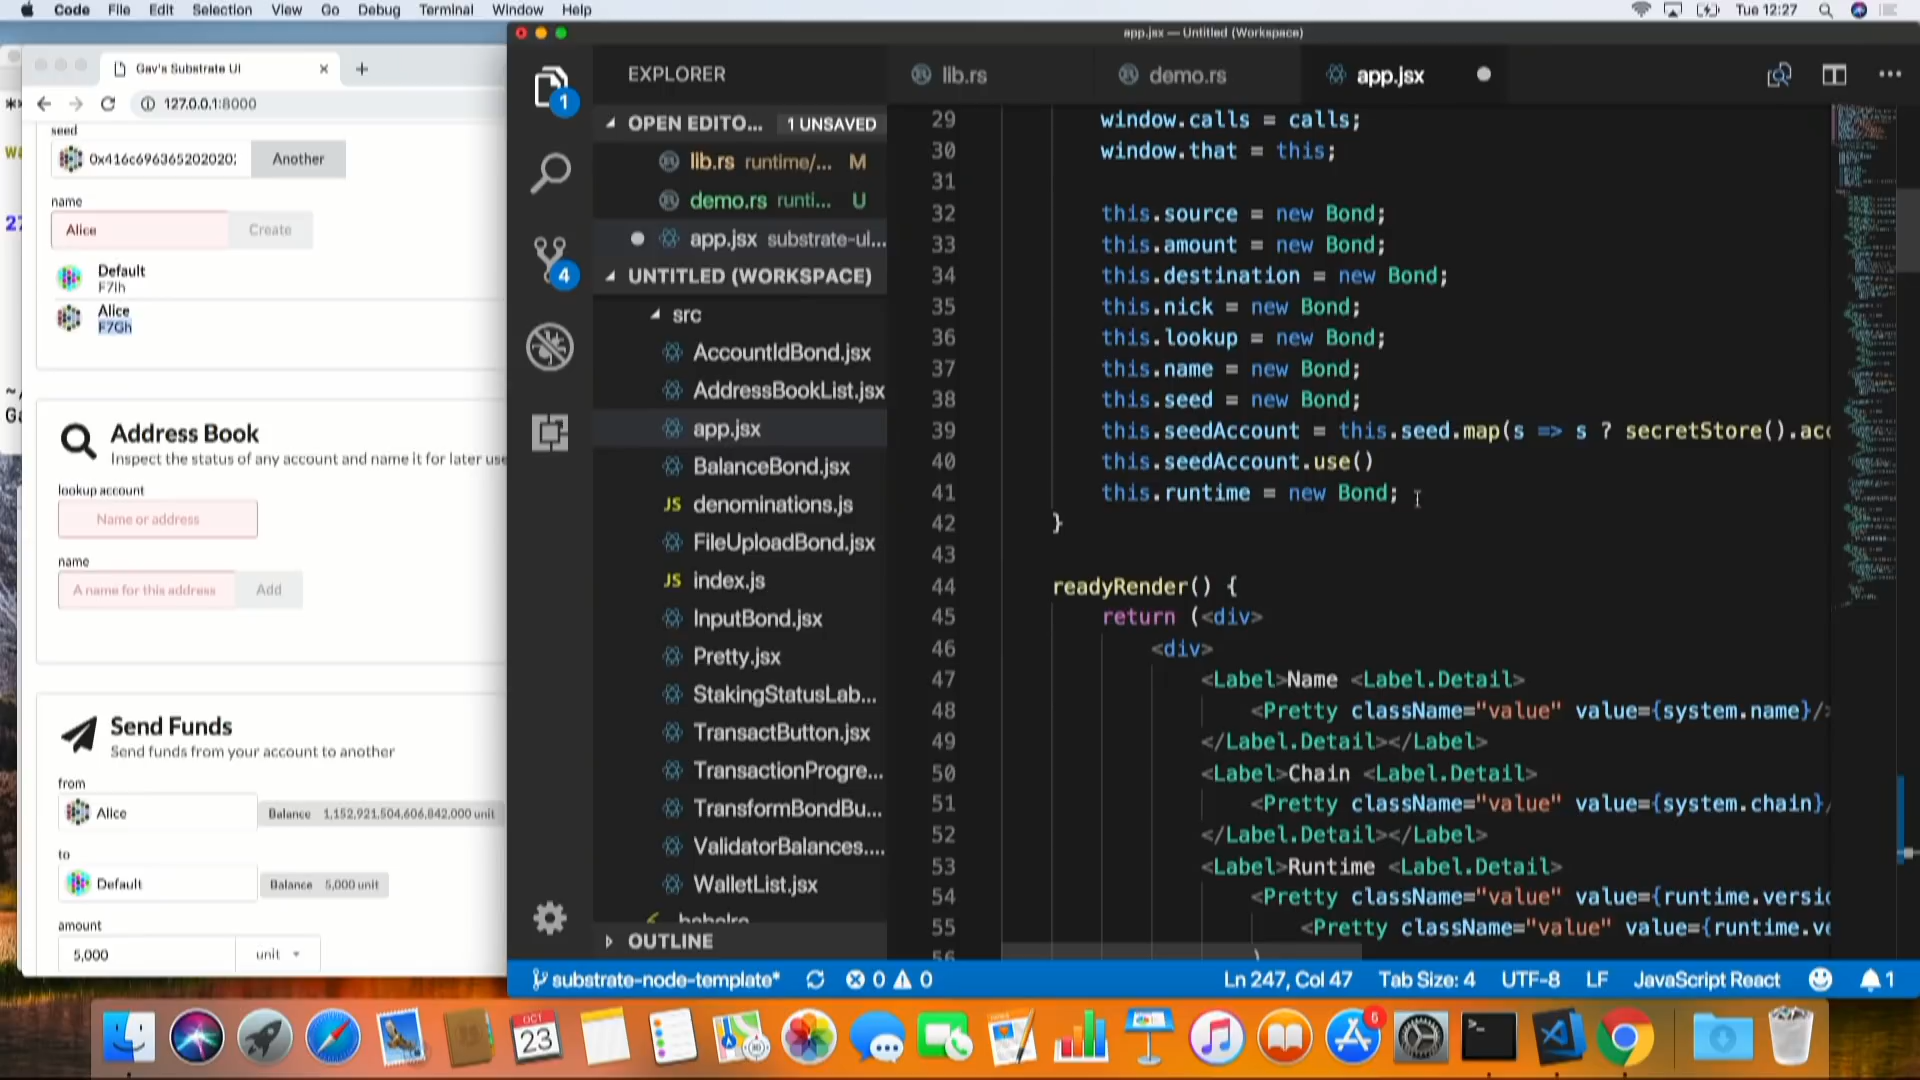 Code File Edit Selection View Go Debug Terminal Window Help
Tue 12:27
Gav's Substrate UI
127.0.0.1:8000
seed
0x416c696365202020:
Another
name
Alice
Create
Default
F7Ih
Alice
F7Gh
Address Book
Inspect the status of any account and name it for later use
lookup account
Name or address
name
A name for this address
Add
Send Funds
Send funds from your account to another
from
Alice
Balance 1,152,921,504,606,842,000 unit
to
Default
Balance 5,000 unit
amount
5,000
unit
app.jsx — Untitled (Workspace)
EXPLORER
1
4
OPEN EDITO... 1 UNSAVED
lib.rs runtime/... M
demo.rs runti... U
app.jsx substrate-ui...
UNTITLED (WORKSPACE)
src
AccountIdBond.jsx
AddressBookList.jsx
app.jsx
BalanceBond.jsx
JS denominations.js
FileUploadBond.jsx
JS index.js
InputBond.jsx
Pretty.jsx
StakingStatusLab...
TransactButton.jsx
TransactionProgre...
TransformBondBu...
ValidatorBalances....
WalletList.jsx
OUTLINE
lib.rs
demo.rs
app.jsx
29 window.calls = calls;
30 window.that = this;
31
32 this.source = new Bond;
33 this.amount = new Bond;
34 this.destination = new Bond;
35 this.nick = new Bond;
36 this.lookup = new Bond;
37 this.name = new Bond;
38 this.seed = new Bond;
39 this.seedAccount = this.seed.map(s => s ? secretStore().acc
40 this.seedAccount.use()
41 this.runtime = new Bond;
42 }
43
44 readyRender() {
45 return (<div>
46 <div>
47 <Label>Name <Label.Detail>
48 <Pretty className="value" value={system.name}/>
49 </Label.Detail></Label>
50 <Label>Chain <Label.Detail>
51 <Pretty className="value" value={system.chain}/
52 </Label.Detail></Label>
53 <Label>Runtime <Label.Detail>
54 <Pretty className="value" value={runtime.versio
55 <Pretty className="value" value={runtime.ve
56
substrate-node-template* 0 0
Ln 247, Col 47 Tab Size: 4 UTF-8 LF JavaScript React 1
OCT
23
5